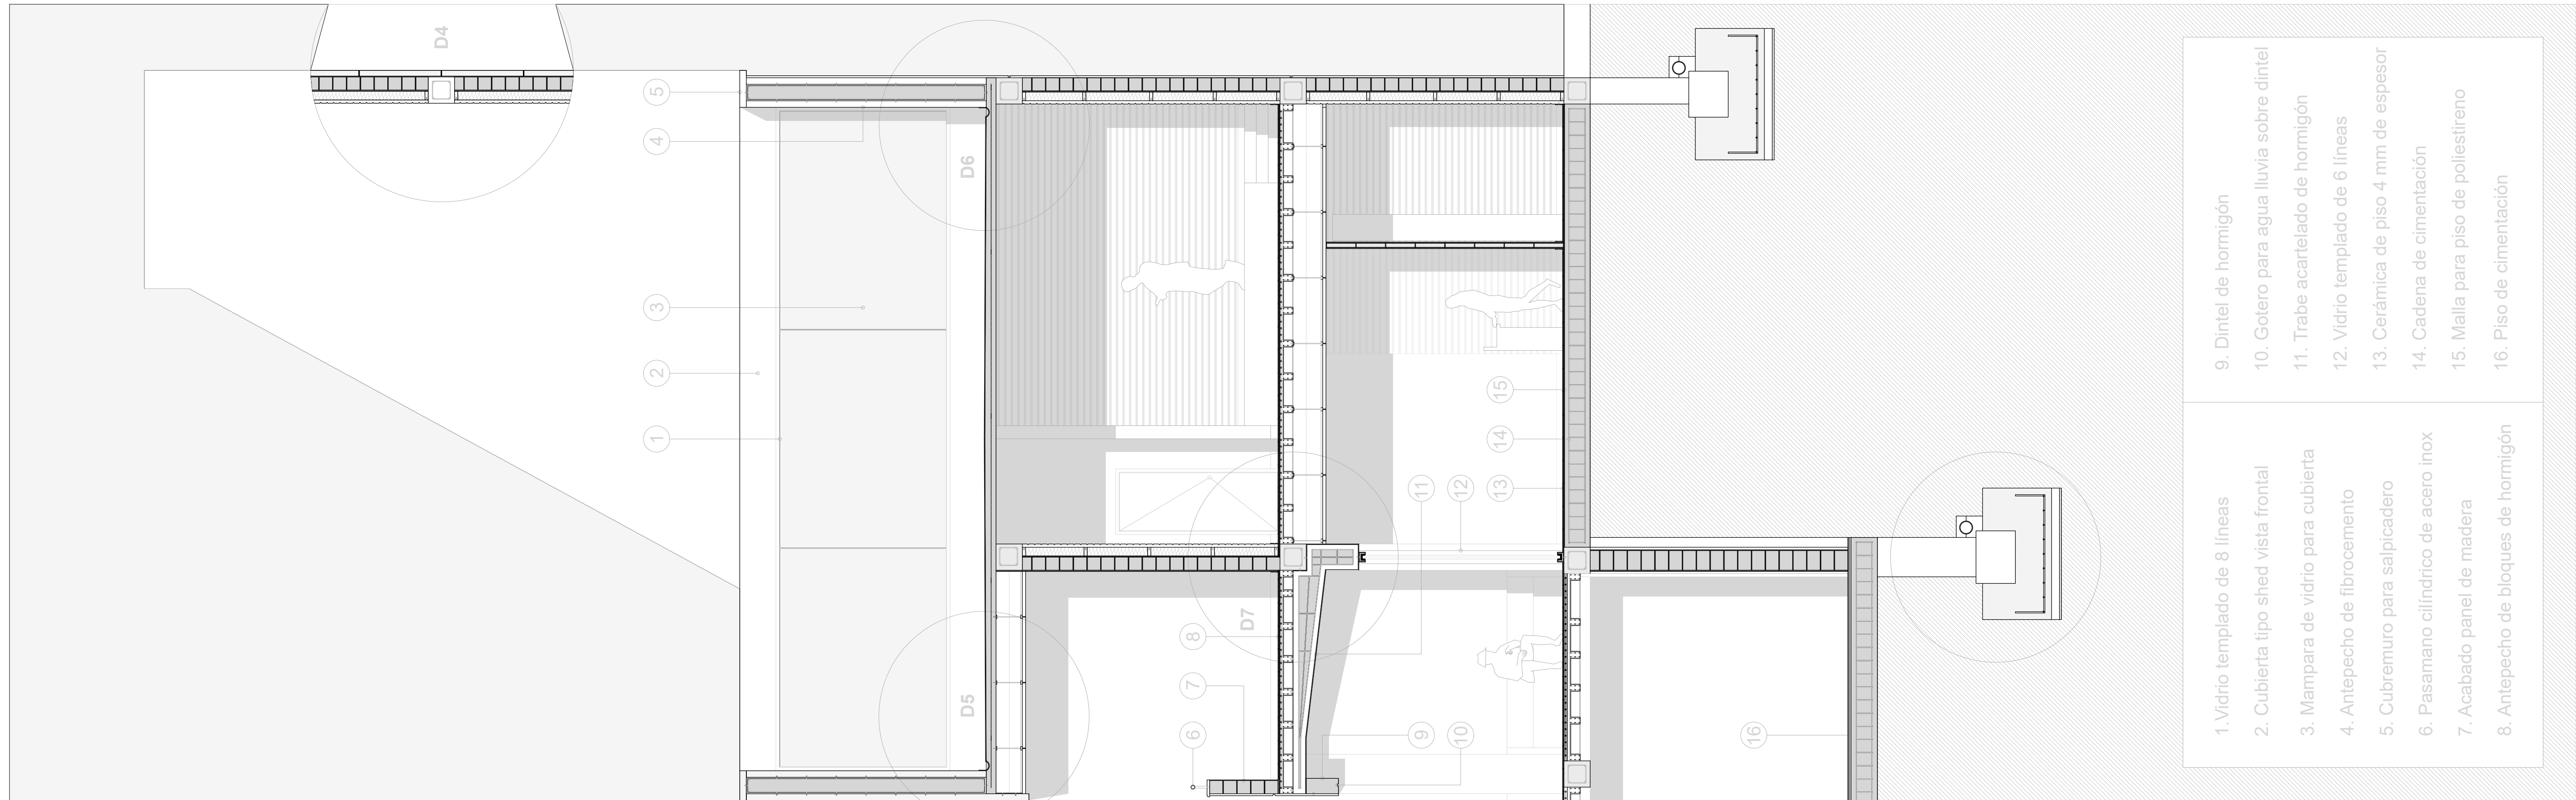 D4
5
4
3
2
1
D6
D5
15
14
13
12
11
D7
8
7
6
9
10
16
1. Vidrio templado de 8 líneas
2. Cubierta tipo shed vista frontal
3. Mampara de vidrio para cubierta
4. Antepecho de fibrocemento
5. Cubremuro para salpicadero
6. Pasamano cilíndrico de acero inox
7. Acabado panel de madera
8. Antepecho de bloques de hormigón
9. Dintel de hormigón
10. Gotero para agua lluvia sobre dintel
11. Trabe acartelado de hormigón
12. Vidrio templado de 6 líneas
13. Cerámica de piso 4 mm de espesor
14. Cadena de cimentación
15. Malla para piso de poliestireno
16. Piso de cimentación